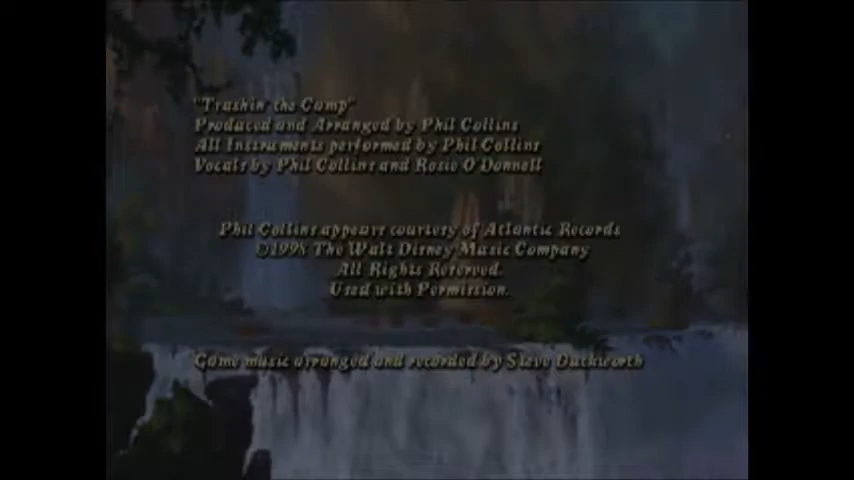 "Trashin' the Camp"
Produced and Arranged by Phil Collins
All Instruments performed by Phil Collins
Vocals by Phil Collins and Rosie O'Donnell
Phil Collins appears courtesy of Atlantic Records
©1998 The Walt Disney Music Company
All Rights Reserved.
Used with Permission.
Game music arranged and recorded by Steve Duckworth